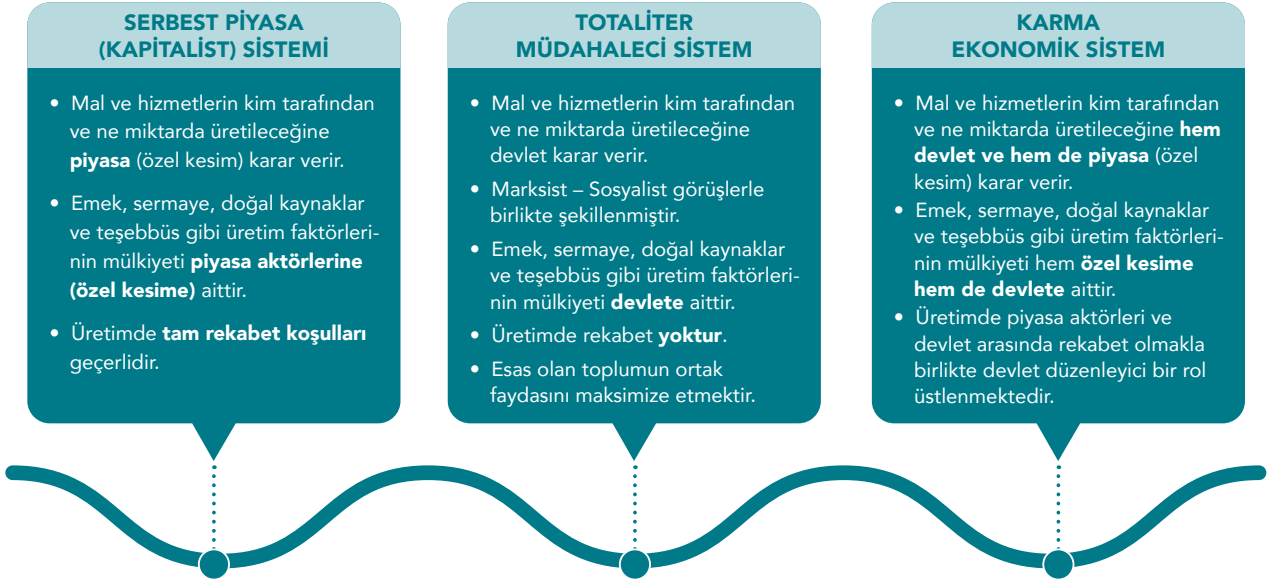 SERBEST PİYASA
(KAPİTALİST) SİSTEMİ
• Mal ve hizmetlerin kim tarafından
ve ne miktarda üretileceğine
piyasa (özel kesim) karar verir.
• Emek, sermaye, doğal kaynaklar
ve teşebbüs gibi üretim faktörleri-
nin mülkiyeti piyasa aktörlerine
(özel kesime) aittir.
• Üretimde tam rekabet koşulları
geçerlidir.
TOTALİTER
MÜDAHALECİ SİSTEM
• Mal ve hizmetlerin kim tarafından
ve ne miktarda üretileceğine
devlet karar verir.
• Marksist – Sosyalist görüşlerle
birlikte şekillenmiştir.
• Emek, sermaye, doğal kaynaklar
ve teşebbüs gibi üretim faktörleri-
nin mülkiyeti devlete aittir.
• Üretimde rekabet yoktur.
• Esas olan toplumun ortak
faydasını maksimize etmektir.
KARMA
EKONOMİK SİSTEM
• Mal ve hizmetlerin kim tarafından
ve ne miktarda üretileceğine hem
devlet ve hem de piyasa (özel
kesim) karar verir.
• Emek, sermaye, doğal kaynaklar
ve teşebbüs gibi üretim faktörleri-
nin mülkiyeti hem özel kesime
hem de devlete aittir.
• Üretimde piyasa aktörleri ve
devlet arasında rekabet olmakla
birlikte devlet düzenleyici bir rol
üstlenmektedir.